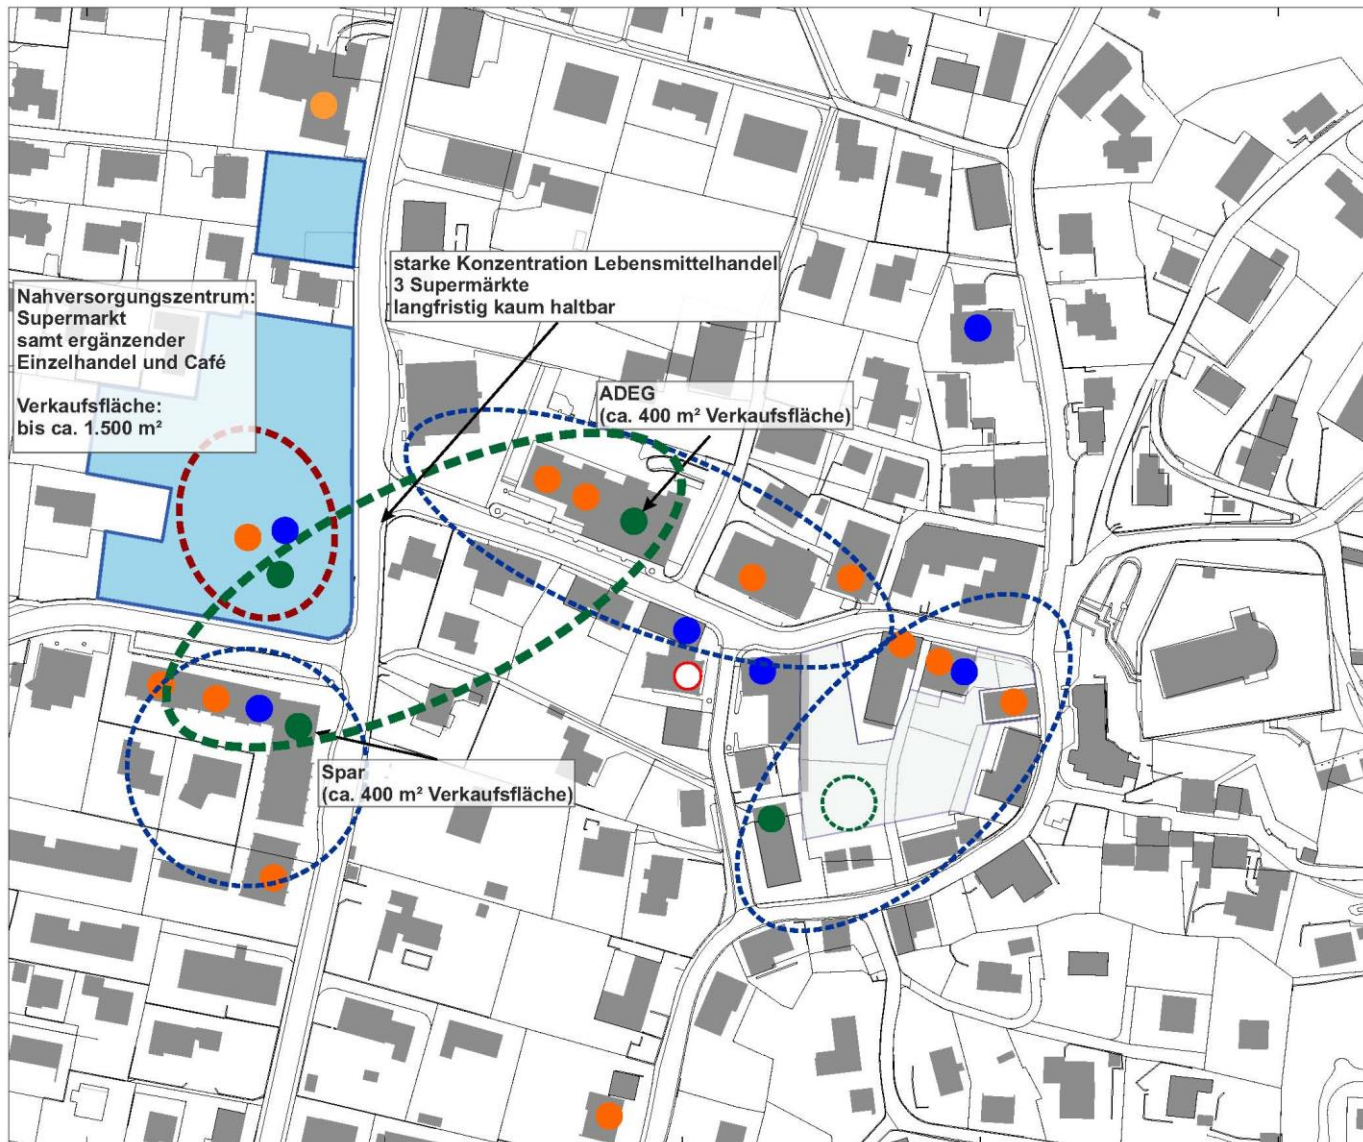 starke Konzentration Lebensmittelhandel
3 Supermärkte
langfristig kaum haltbar
Nahversorgungszentrum:
Supermarkt
samt ergänzender
Einzelhandel und Café
Verkaufsfläche:
bis ca. 1.500 m²
ADEG
(ca. 400 m² Verkaufsfläche)
Spar
(ca. 400 m² Verkaufsfläche)